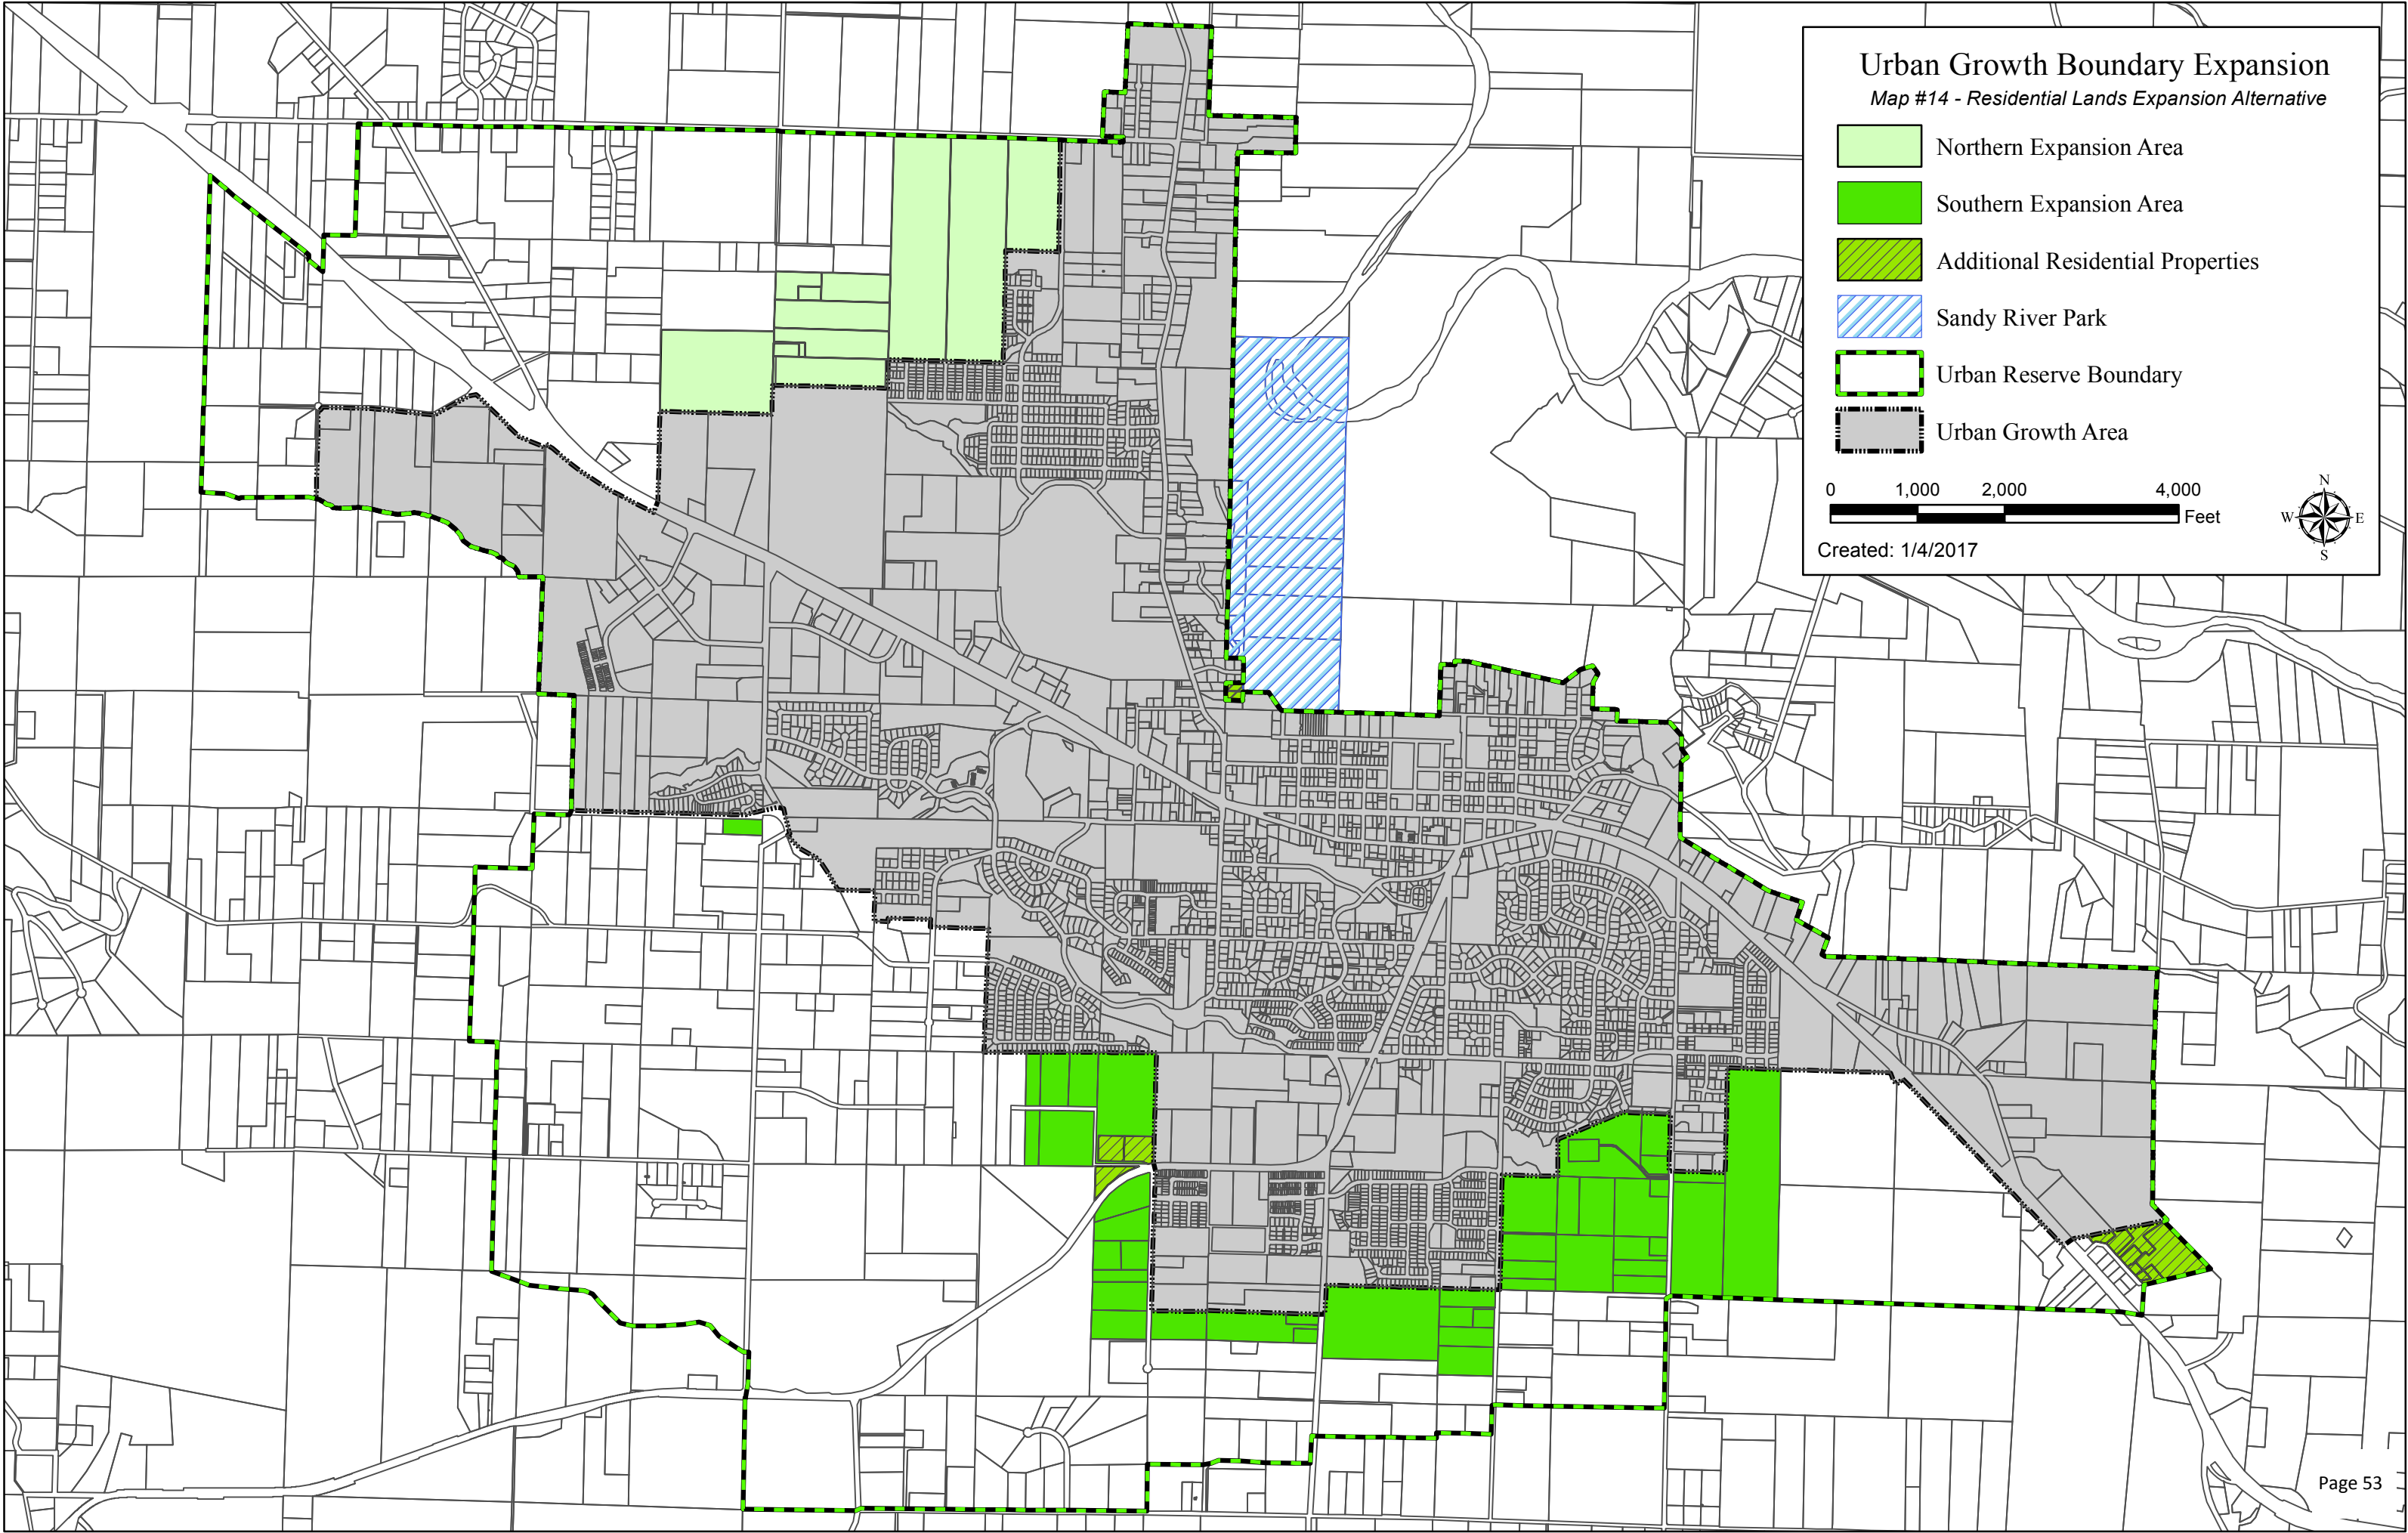 Urban Growth Boundary Expansion
Map #14 - Residential Lands Expansion Alternative
Northern Expansion Area
Southern Expansion Area
Additional Residential Properties
Sandy River Park
Urban Reserve Boundary
Urban Growth Area
0 1,000 2,000 4,000
Feet
N
W E
S
Created: 1/4/2017
Page 53